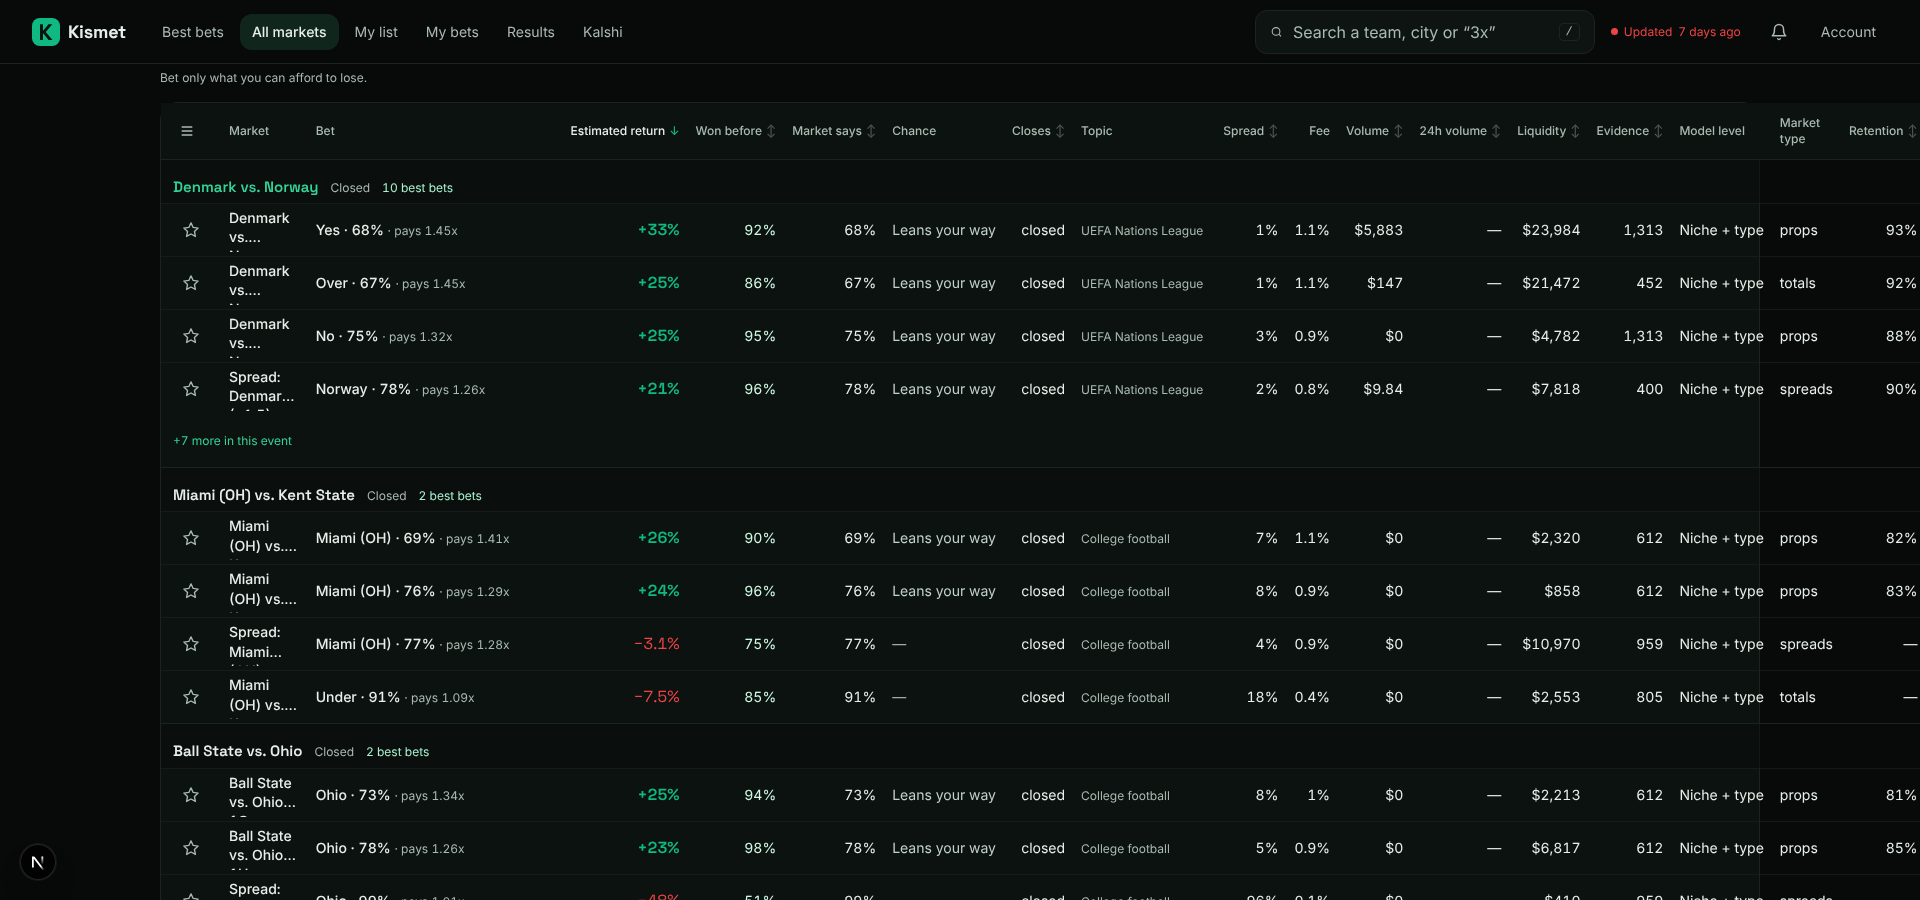 K Kismet Best bets All markets My list My bets Results Kalshi Search a team, city or “3x” / Updated 7 days ago Account
Bet only what you can afford to lose.
Market Bet Estimated return ↓ Won before Market says Chance Closes Topic Spread Fee Volume 24h volume Liquidity Evidence Model level Market type Retention
Denmark vs. Norway Closed 10 best bets
Denmark vs.... Yes · 68% · pays 1.45x +33% 92% 68% Leans your way closed UEFA Nations League 1% 1.1% $5,883 — $23,984 1,313 Niche + type props 93%
Denmark vs.... Over · 67% · pays 1.45x +25% 86% 67% Leans your way closed UEFA Nations League 1% 1.1% $147 — $21,472 452 Niche + type totals 92%
Denmark vs.... No · 75% · pays 1.32x +25% 95% 75% Leans your way closed UEFA Nations League 3% 0.9% $0 — $4,782 1,313 Niche + type props 88%
Spread: Denmar... Norway · 78% · pays 1.26x +21% 96% 78% Leans your way closed UEFA Nations League 2% 0.8% $9.84 — $7,818 400 Niche + type spreads 90%
+7 more in this event
Miami (OH) vs. Kent State Closed 2 best bets
Miami (OH) vs.... Miami (OH) · 69% · pays 1.41x +26% 90% 69% Leans your way closed College football 7% 1.1% $0 — $2,320 612 Niche + type props 82%
Miami (OH) vs.... Miami (OH) · 76% · pays 1.29x +24% 96% 76% Leans your way closed College football 8% 0.9% $0 — $858 612 Niche + type props 83%
Spread: Miami... Miami (OH) · 77% · pays 1.28x −3.1% 75% 77% — closed College football 4% 0.9% $0 — $10,970 959 Niche + type spreads —
Miami (OH) vs.... Under · 91% · pays 1.09x −7.5% 85% 91% — closed College football 18% 0.4% $0 — $2,553 805 Niche + type totals —
Ball State vs. Ohio Closed 2 best bets
Ball State vs. Ohio... Ohio · 73% · pays 1.34x +25% 94% 73% Leans your way closed College football 8% 1% $0 — $2,213 612 Niche + type props 81%
Ball State vs. Ohio... Ohio · 78% · pays 1.26x +23% 98% 78% Leans your way closed College football 5% 0.9% $0 — $6,817 612 Niche + type props 85%
Spread:
N